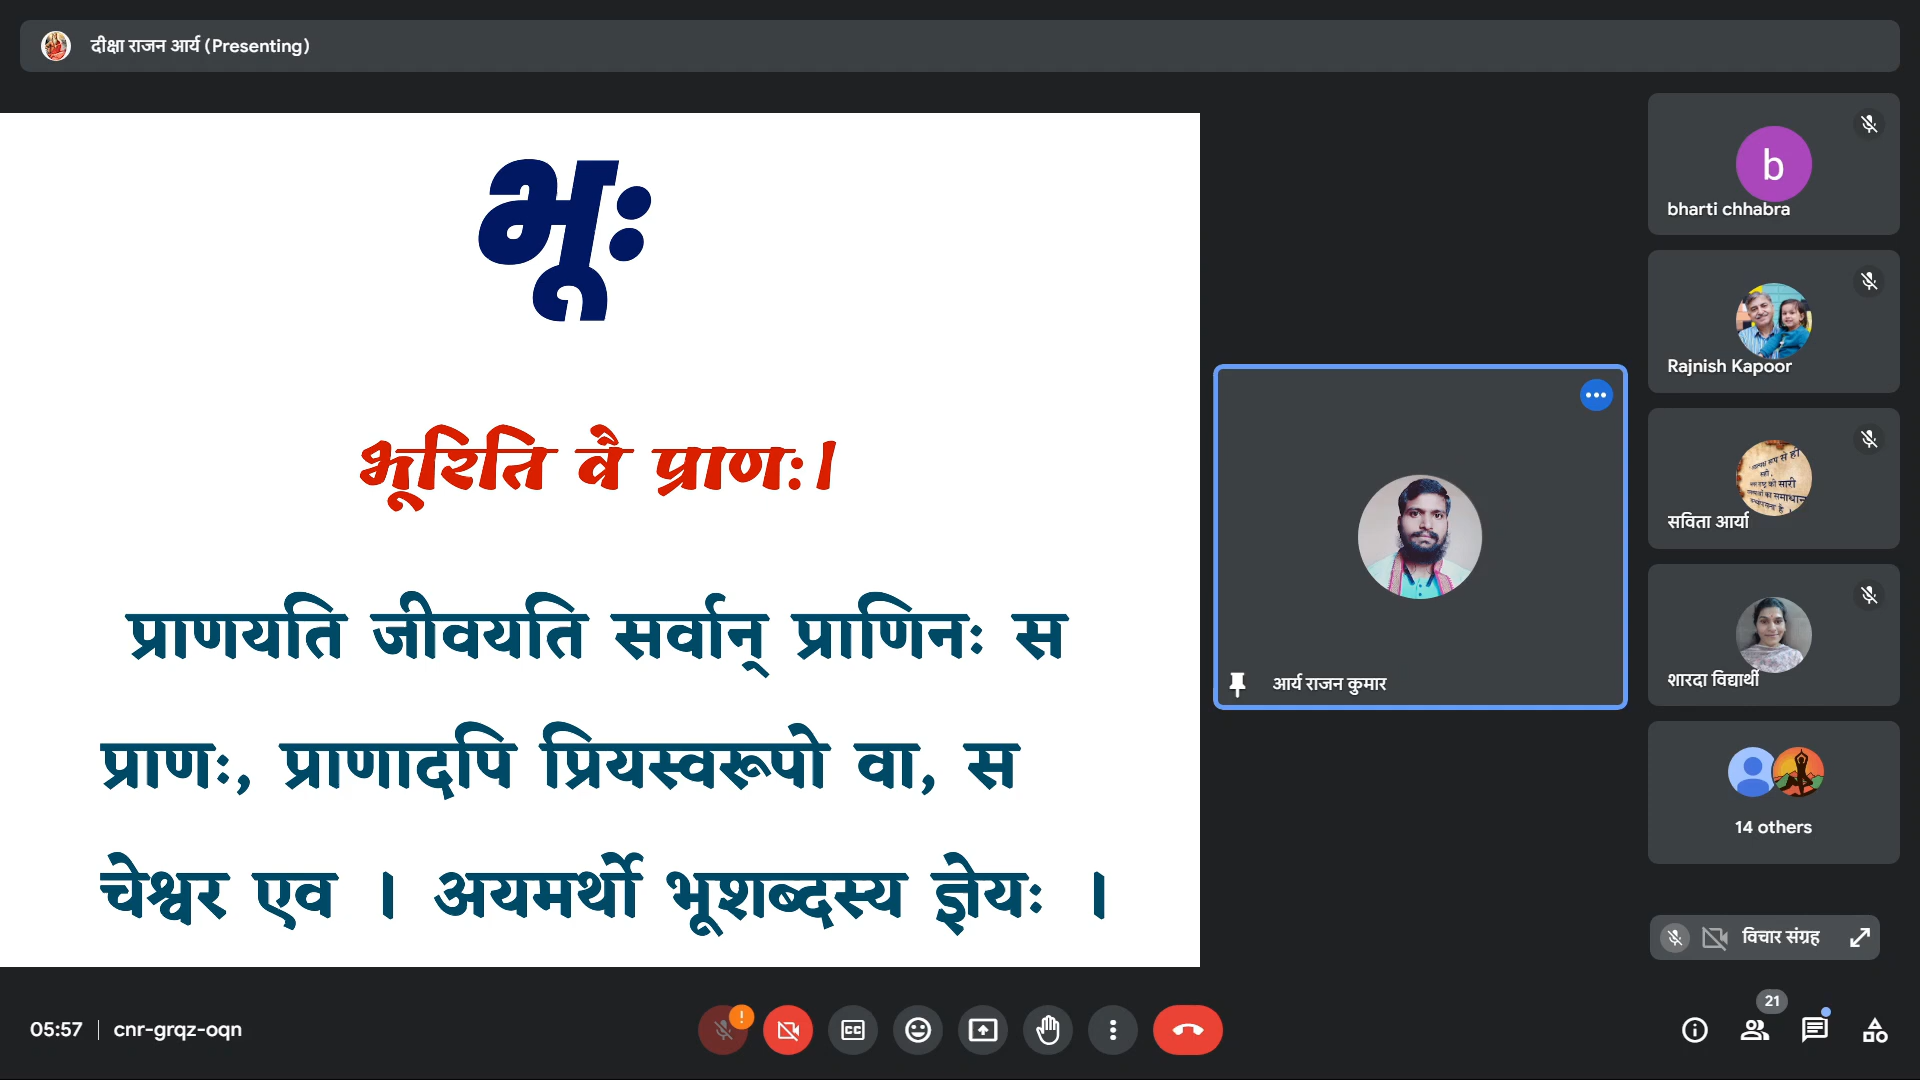 दीक्षा राजन आर्य (Presenting)
भूः
भूरिति वै प्राणः।
प्राणयति जीवयति सर्वान् प्राणिनः स
प्राणः, प्राणादपि प्रियस्वरूपो वा, स
चेश्वर एव । अयमर्थो भूशब्दस्य ज्ञेयः ।
आर्य राजन कुमार
b
bharti chhabra
Rajnish Kapoor
सविता आर्या
शारदा विद्यार्थी
14 others
विचार संग्रह
05:57 | cnr-grqz-oqn
CC
21